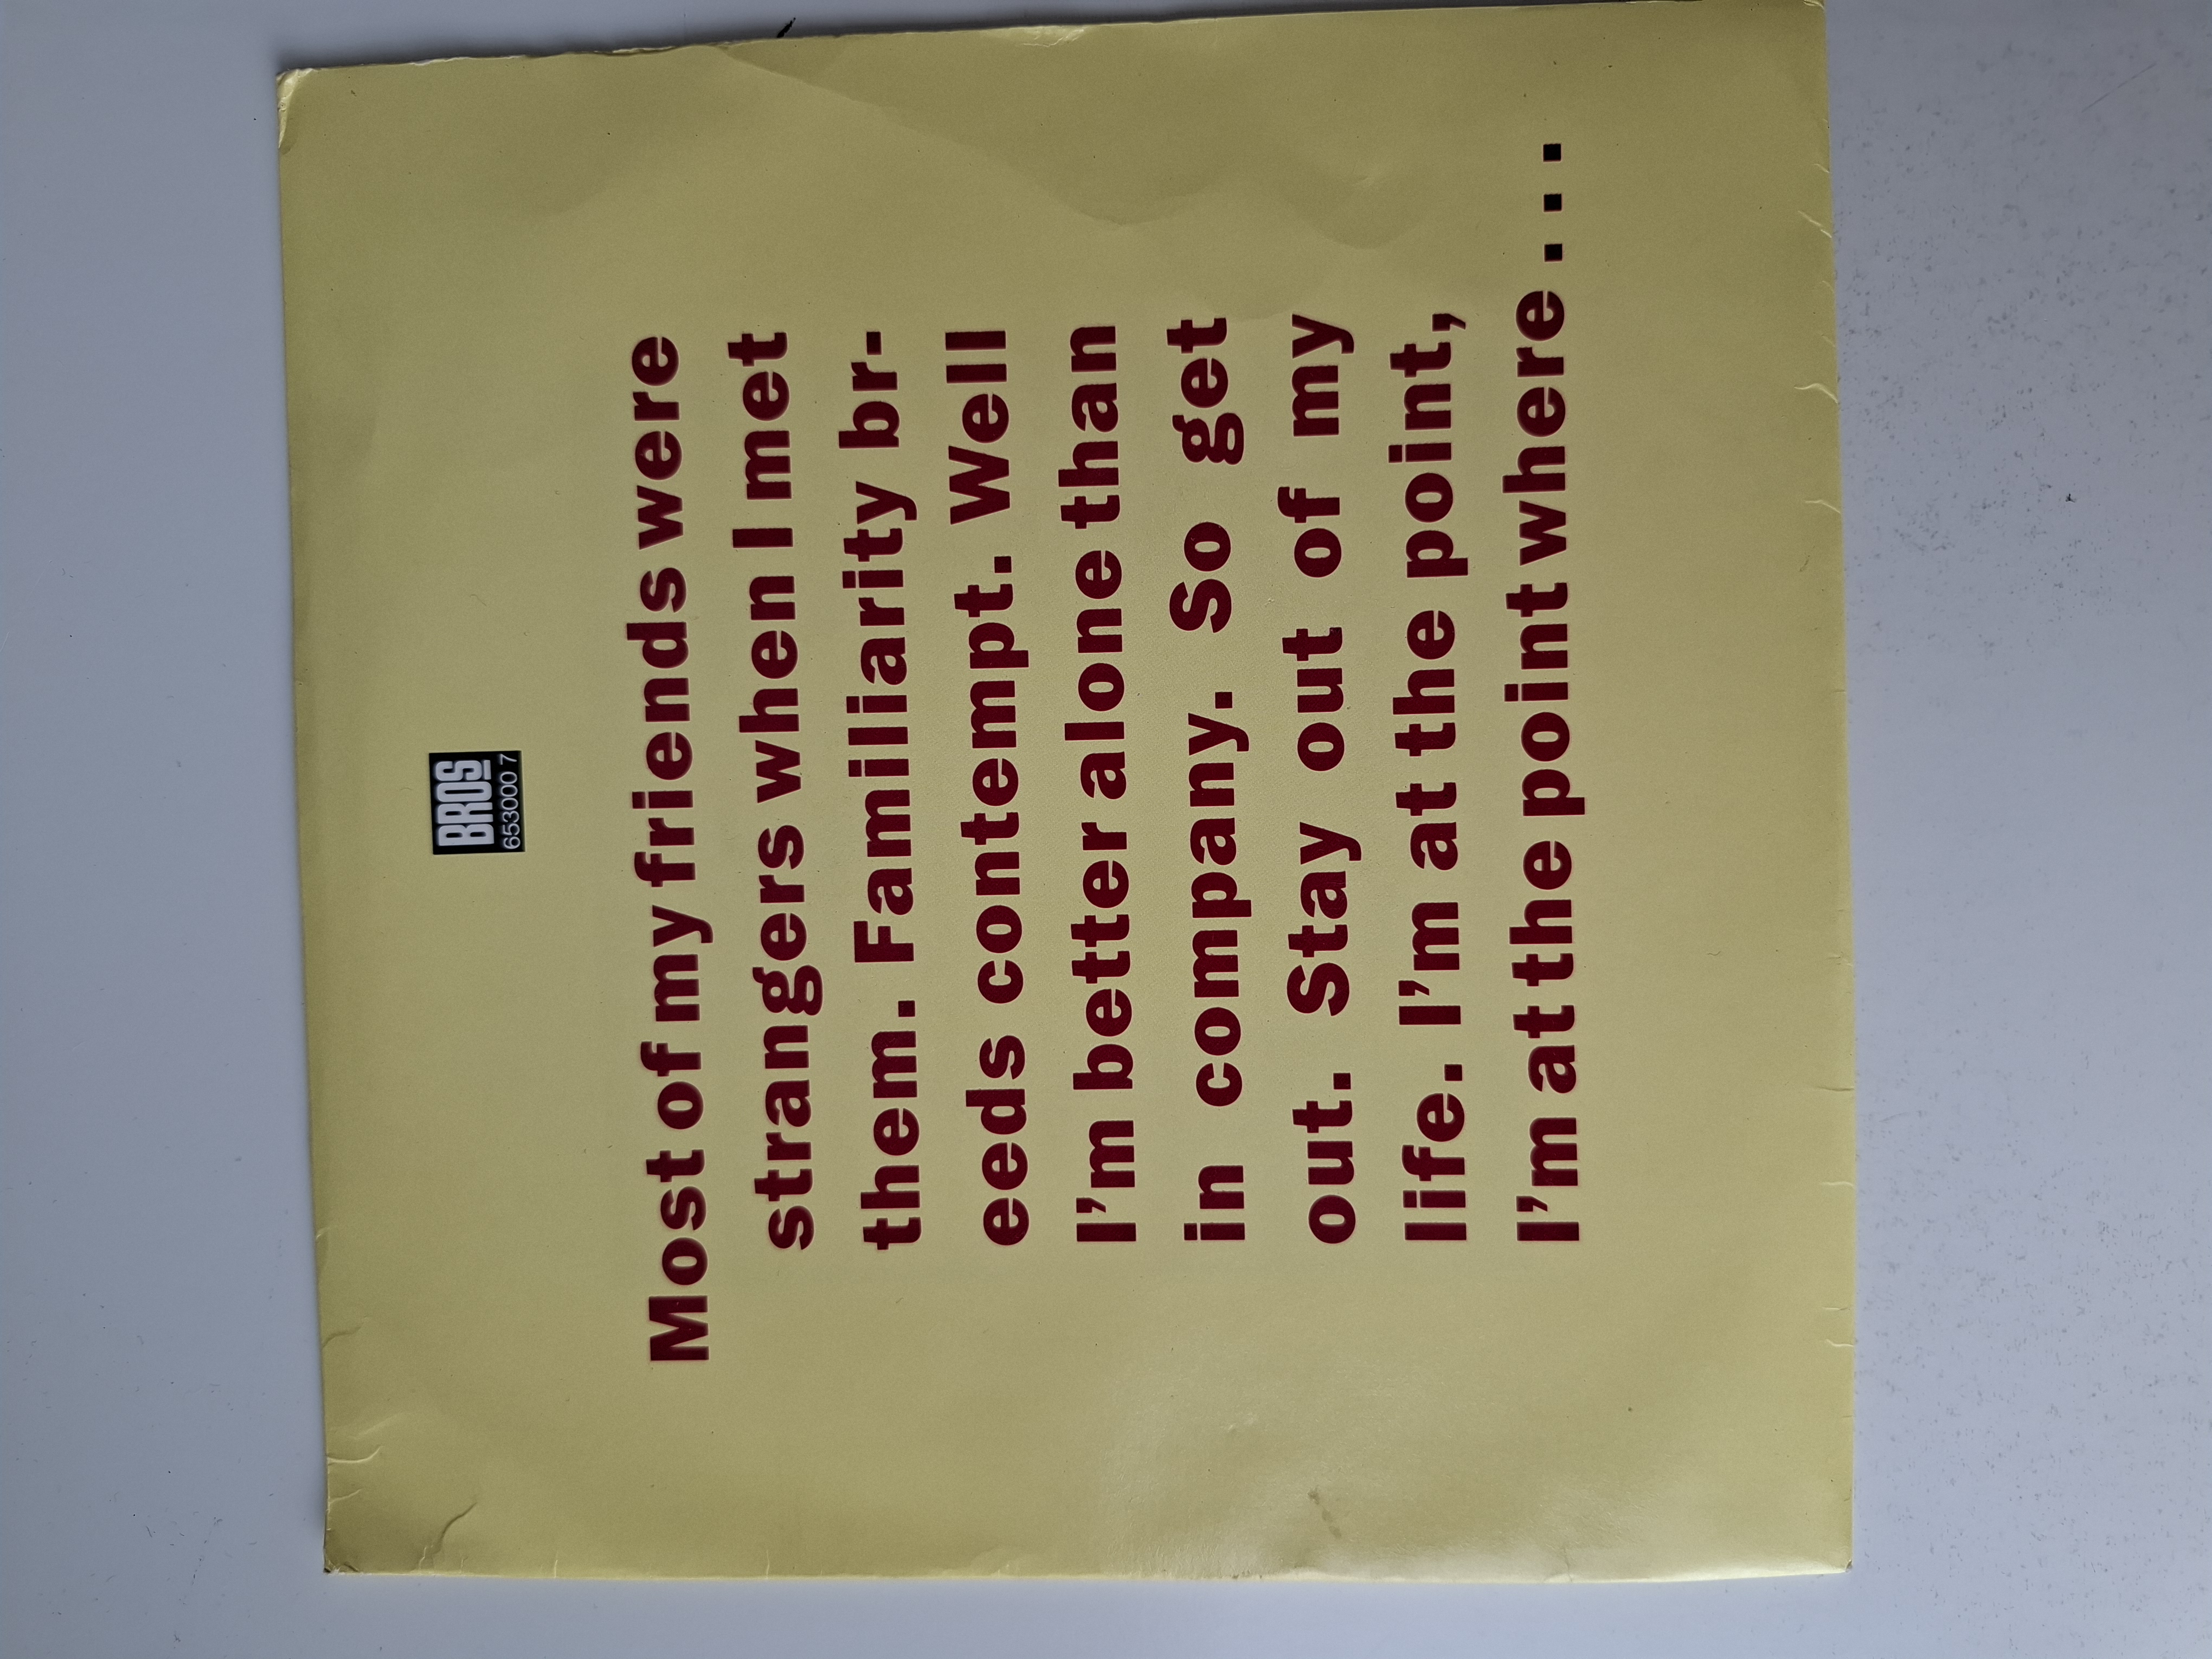 BROS
653000 7
Most of my friends were
strangers when I met
them. Familiarity br-
eeds contempt. Well
I'm better alone than
in company. So get
out. Stay out of my
life. I'm at the point,
I'm at the point where...